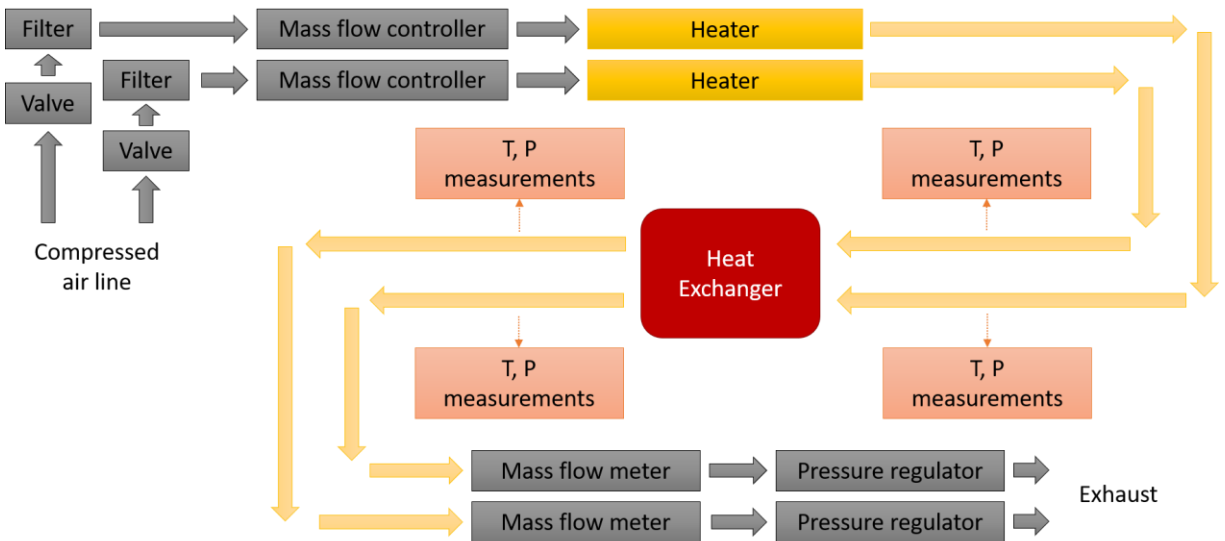 Filter
Mass flow controller
Heater
Filter
Mass flow controller
Heater
Valve
Valve
T, P
measurements
T, P
measurements
Compressed
air line
Heat
Exchanger
T, P
measurements
T, P
measurements
Mass flow meter
Pressure regulator
Exhaust
Mass flow meter
Pressure regulator